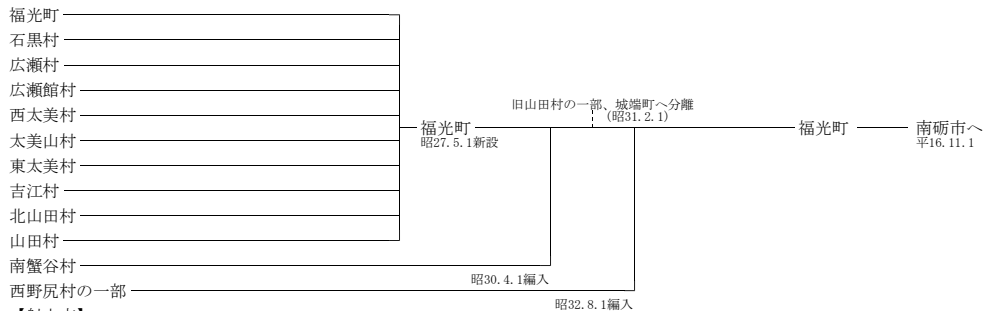 福光町
石黒村
広瀬村
広瀬館村
西太美村
太美山村
東太美村
吉江村
北山田村
山田村
南蟹谷村
西野尻村の一部
福光町
昭27.5.1新設
昭30.4.1編入
旧山田村の一部、城端町へ分離
(昭31.2.1)
昭32.8.1編入
福光町
南砺市へ
平16.11.1